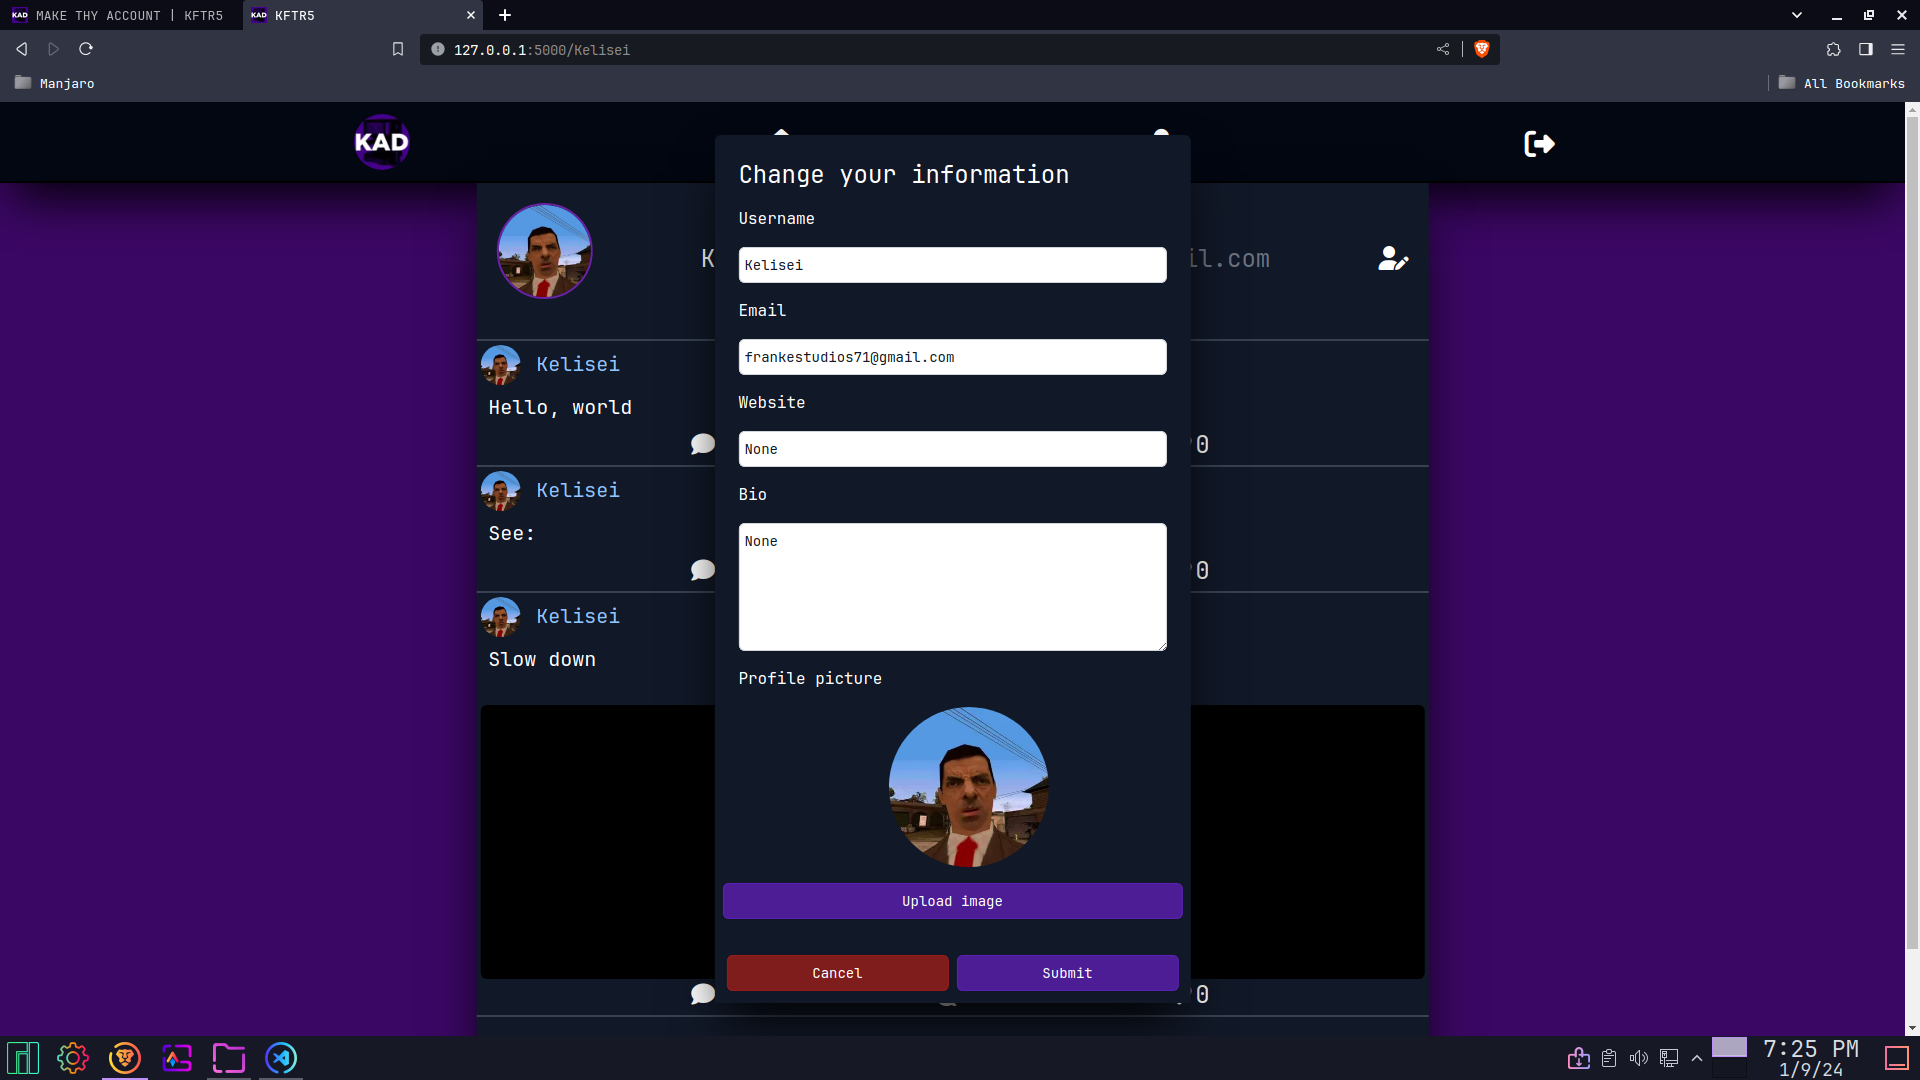 MAKE THY ACCOUNT | KFTR5
KFTR5
127.0.0.1:5000/Kelisei
Manjaro
All Bookmarks
KAD
Change your information
Username
Kelisei
Email
frankestudios71@gmail.com
Website
None
Bio
None
Profile picture
Upload image
Cancel
Submit
K
il.com
Kelisei
Hello, world
0
Kelisei
See:
0
Kelisei
Slow down
0
7:25 PM
1/9/24